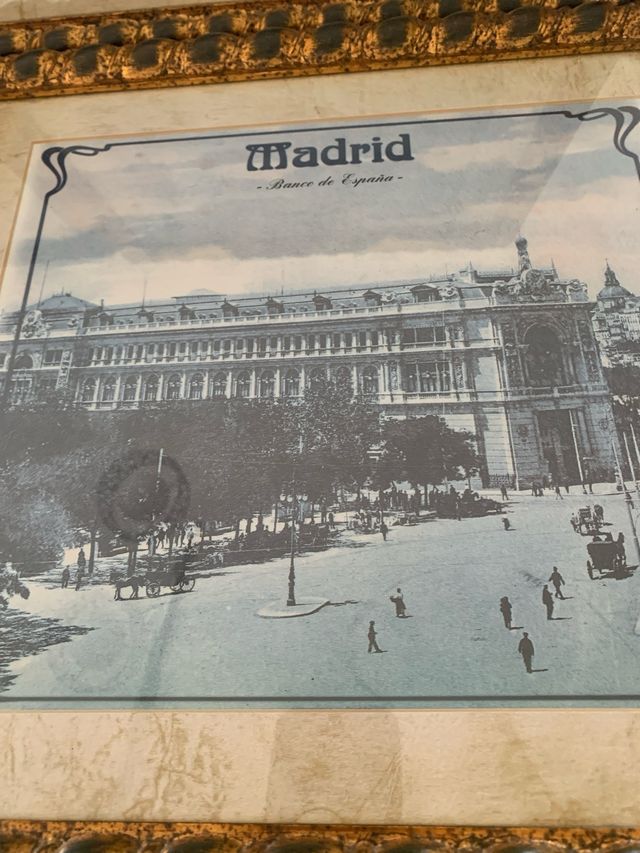 Madrid
- Banco de España -